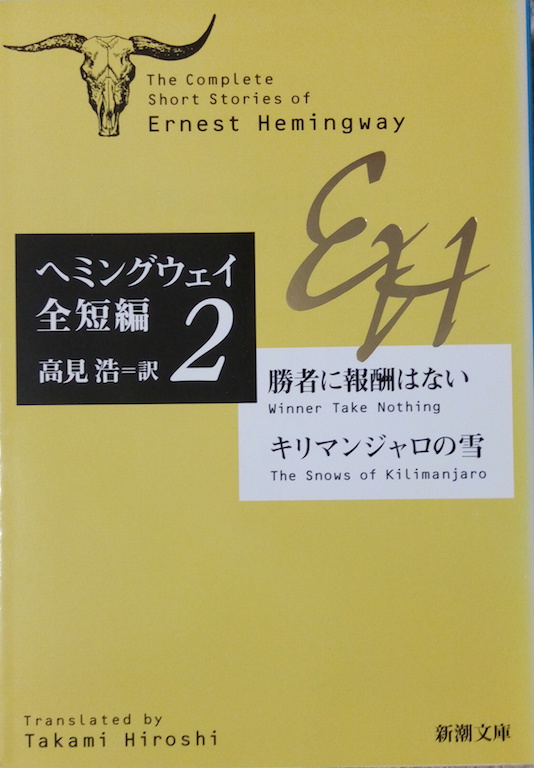 The Complete
Short Stories of
Ernest Hemingway
EH
ヘミングウェイ
全短編
2
高見 浩=訳
勝者に報酬はない
Winner Take Nothing
キリマンジャロの雪
The Snows of Kilimanjaro
Translated by
Takami Hiroshi
新潮文庫